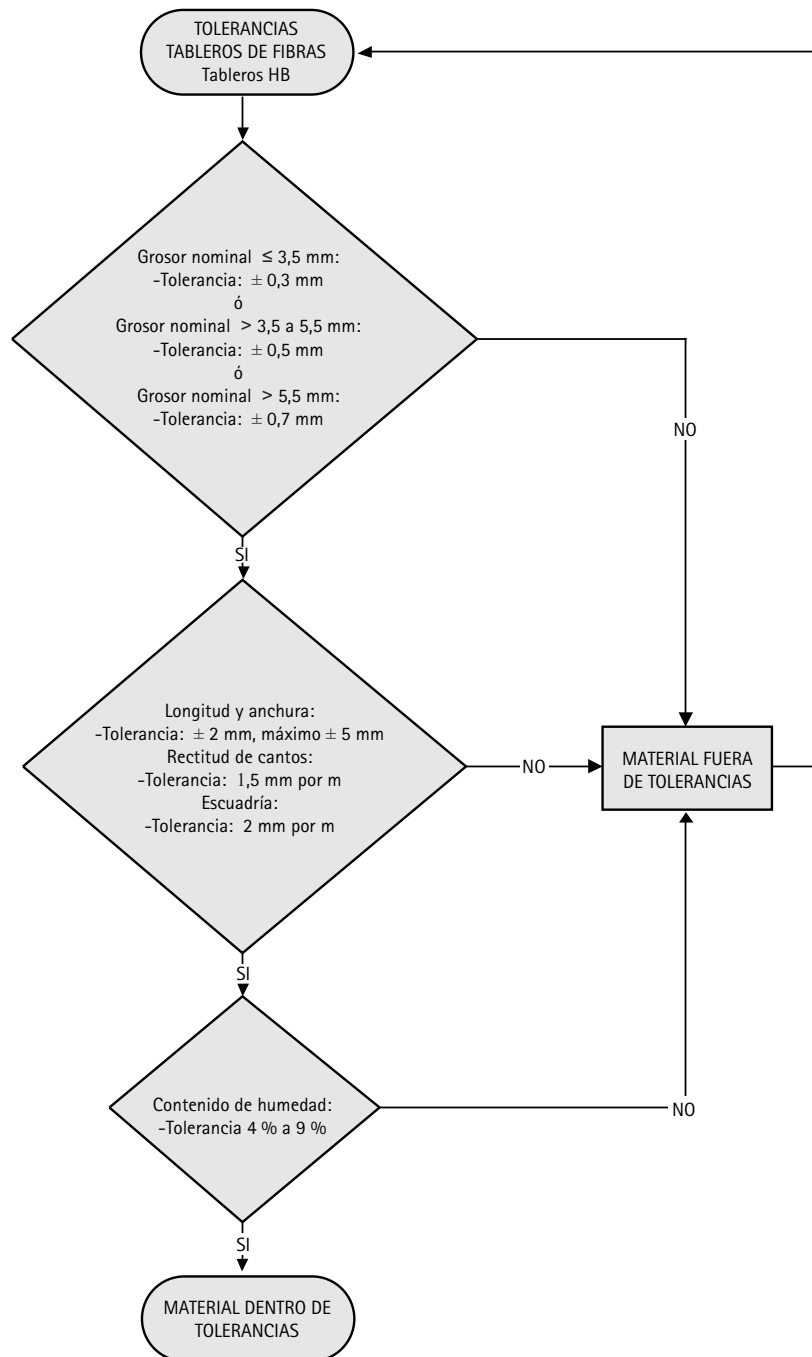 TOLERANCIAS
TABLEROS DE FIBRAS
Tableros HB
Grosor nominal ≤ 3,5 mm:
-Tolerancia: ± 0,3 mm
ó
Grosor nominal > 3,5 a 5,5 mm:
-Tolerancia: ± 0,5 mm
ó
Grosor nominal > 5,5 mm:
-Tolerancia: ± 0,7 mm
NO
SI
Longitud y anchura:
-Tolerancia: ± 2 mm, máximo ± 5 mm
Rectitud de cantos:
-Tolerancia: 1,5 mm por m
Escuadría:
-Tolerancia: 2 mm por m
NO
MATERIAL FUERA
DE TOLERANCIAS
SI
Contenido de humedad:
-Tolerancia 4 % a 9 %
NO
SI
MATERIAL DENTRO DE
TOLERANCIAS